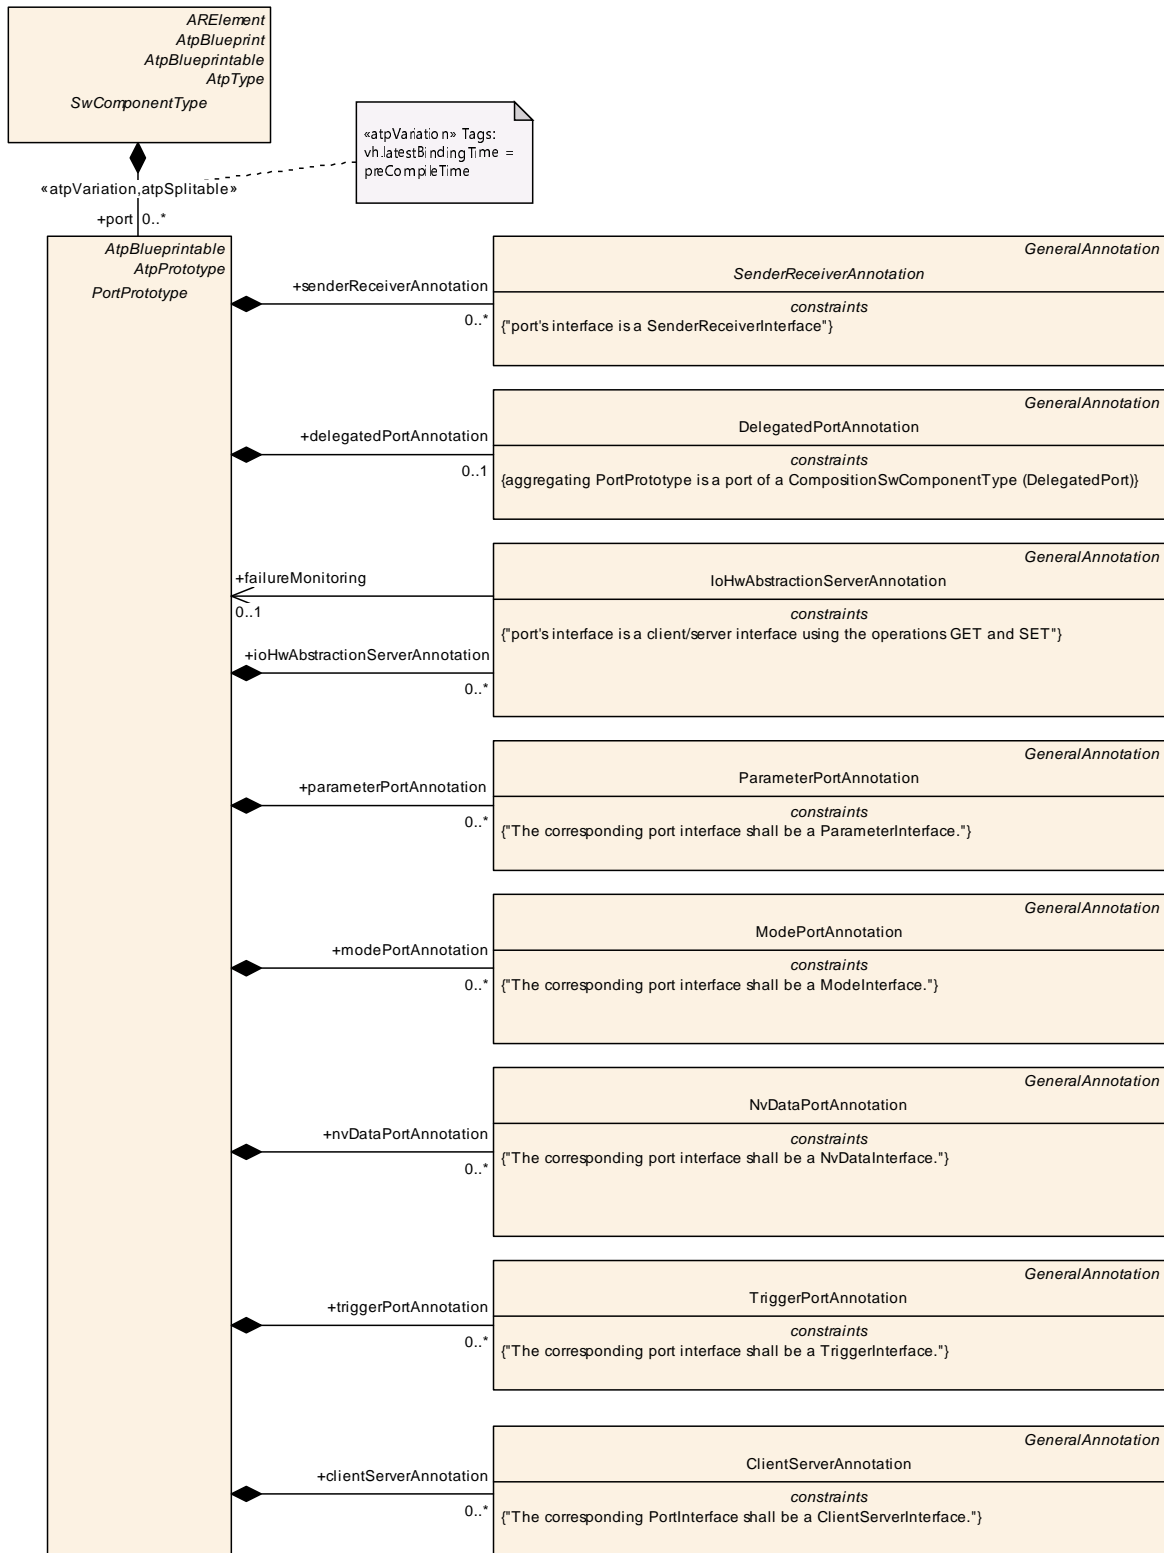 ARElement
AtpBlueprint
AtpBlueprintable
AtpType
SwComponentType
«atpVariation» Tags:
vh.latestBindingTime =
preCompileTime
«atpVariation,atpSplitable»
+port
0..*
AtpBlueprintable
AtpPrototype
PortPrototype
+senderReceiverAnnotation
0..*
GeneralAnnotation
SenderReceiverAnnotation
constraints
{"port's interface is a SenderReceiverInterface"}
+delegatedPortAnnotation
0..1
GeneralAnnotation
DelegatedPortAnnotation
constraints
{aggregating PortPrototype is a port of a CompositionSwComponentType (DelegatedPort)}
+failureMonitoring
0..1
+ioHwAbstractionServerAnnotation
0..*
GeneralAnnotation
IoHwAbstractionServerAnnotation
constraints
{"port's interface is a client/server interface using the operations GET and SET"}
+parameterPortAnnotation
0..*
GeneralAnnotation
ParameterPortAnnotation
constraints
{"The corresponding port interface shall be a ParameterInterface."}
+modePortAnnotation
0..*
GeneralAnnotation
ModePortAnnotation
constraints
{"The corresponding port interface shall be a ModeInterface."}
+nvDataPortAnnotation
0..*
GeneralAnnotation
NvDataPortAnnotation
constraints
{"The corresponding port interface shall be a NvDataInterface."}
+triggerPortAnnotation
0..*
GeneralAnnotation
TriggerPortAnnotation
constraints
{"The corresponding port interface shall be a TriggerInterface."}
+clientServerAnnotation
0..*
GeneralAnnotation
ClientServerAnnotation
constraints
{"The corresponding PortInterface shall be a ClientServerInterface."}